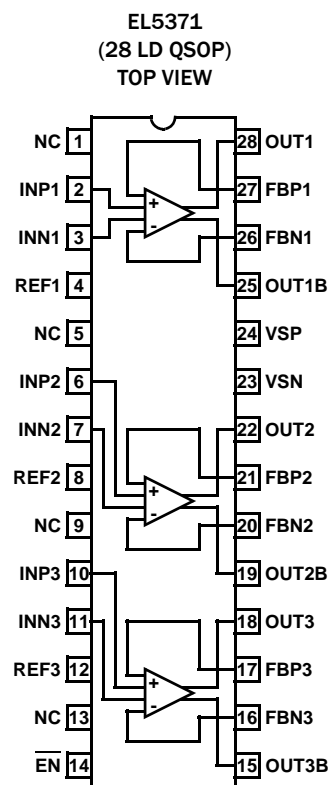 EL5371
(28 LD QSOP)
TOP VIEW
NC 1 28 OUT1
INP1 2 + 27 FBP1
INN1 3 - 26 FBN1
REF1 4 25 OUT1B
NC 5 24 VSP
INP2 6 23 VSN
INN2 7 22 OUT2
REF2 8 + 21 FBP2
NC 9 - 20 FBN2
INP3 10 19 OUT2B
INN3 11 18 OUT3
REF3 12 + 17 FBP3
NC 13 - 16 FBN3
E̅N̅ 14 15 OUT3B